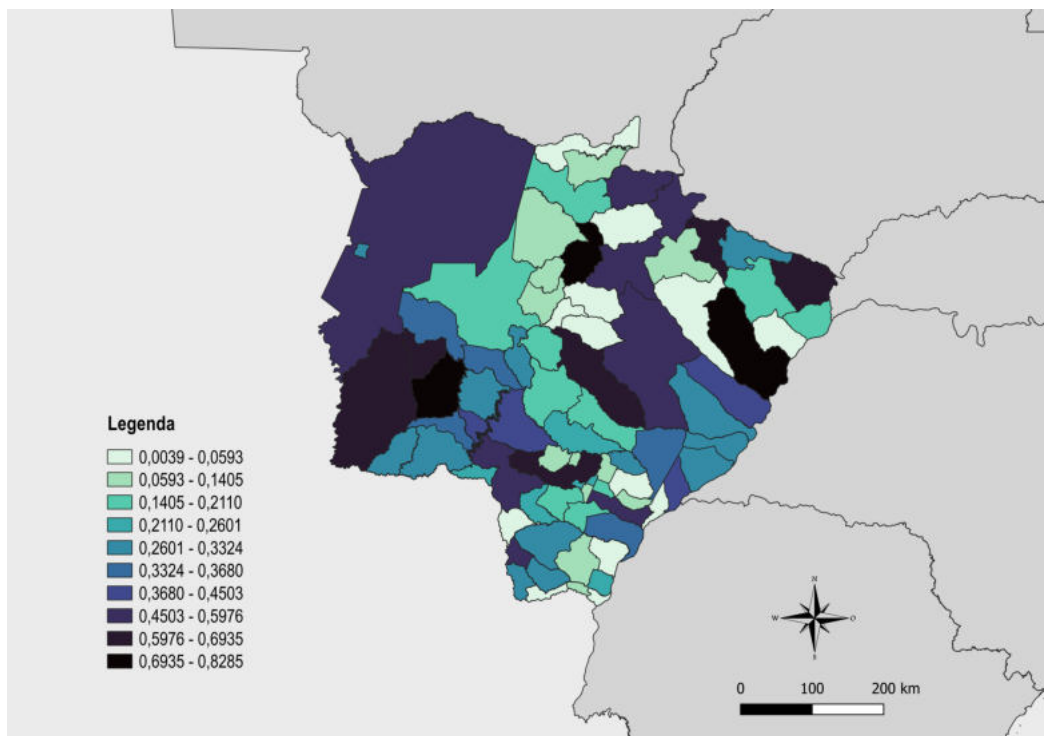 Legenda
0,0039 - 0,0593
0,0593 - 0,1405
0,1405 - 0,2110
0,2110 - 0,2601
0,2601 - 0,3324
0,3324 - 0,3680
0,3680 - 0,4503
0,4503 - 0,5976
0,5976 - 0,6935
0,6935 - 0,8285
N
W O
S
0 100 200 km